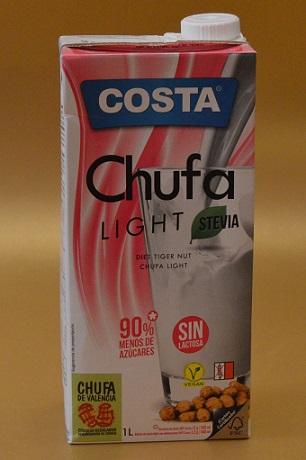 COSTA
Chufa
LIGHT
STEVIA
DIET TIGER NUT
CHUFA LIGHT
90%*
MENOS DE
AZÚCARES
SIN
LACTOSA
VEGAN
CHUFA
DE VALENCIA
1L
FSC